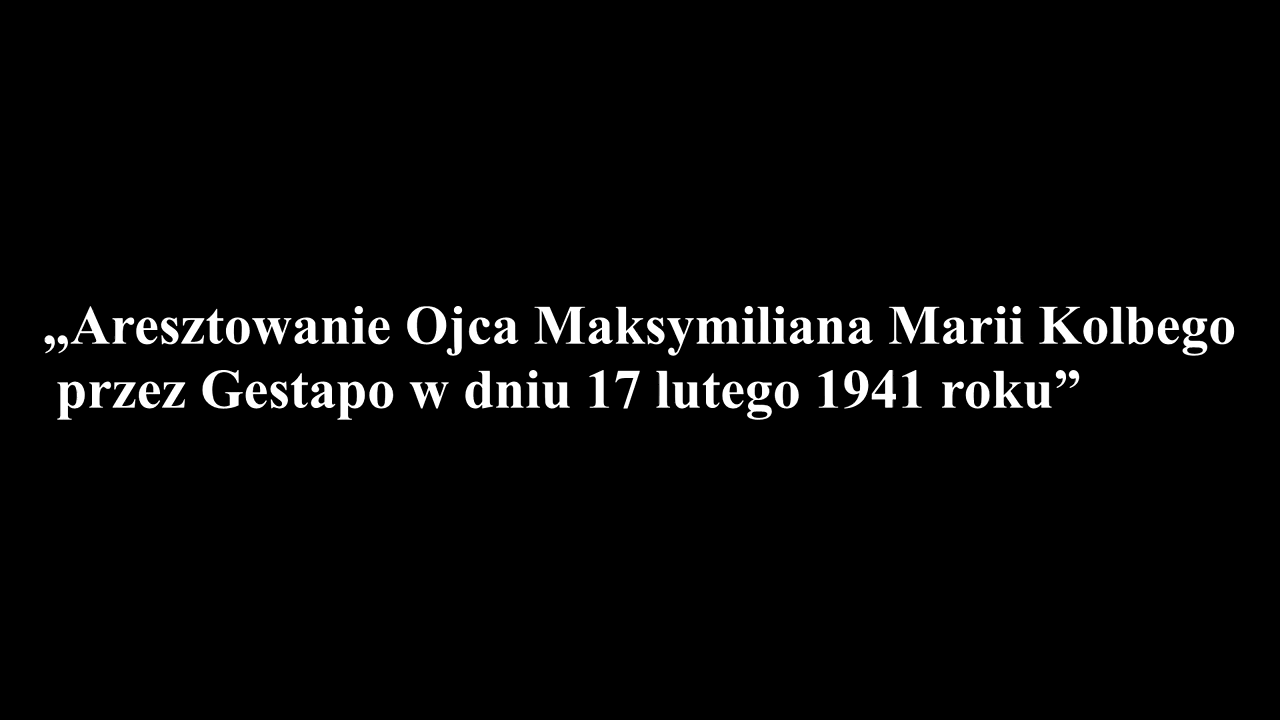 „Aresztowanie Ojca Maksymiliana Marii Kolbego
przez Gestapo w dniu 17 lutego 1941 roku”